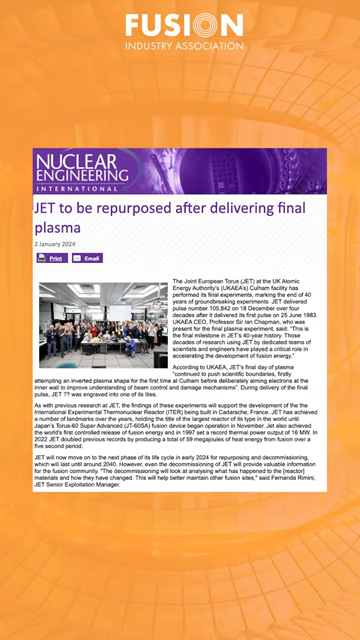 FUSION
INDUSTRY ASSOCIATION
NUCLEAR
ENGINEERING
INTERNATIONAL
JET to be repurposed after delivering final
plasma
2 January 2024
Print Email
The Joint European Torus (JET) at the UK Atomic
Energy Authority's (UKAEA's) Culham facility has
performed its final experiments, marking the end of 40
years of groundbreaking experiments. JET delivered
pulse number 105,842 on 18 December over four
decades after it delivered its first pulse on 25 June 1983.
UKAEA CEO, Professor Sir Ian Chapman, who was
present for the final plasma experiment, said: "This is
the final milestone in JET's 40-year history. Those
decades of research using JET by dedicated teams of
scientists and engineers have played a critical role in
accelerating the development of fusion energy."
According to UKAEA, JET's final day of plasma
"continued to push scientific boundaries, firstly
attempting an inverted plasma shape for the first time at Culham before deliberately aiming electrons at the
inner wall to improve understanding of beam control and damage mechanisms". During delivery of the final
pulse, JET ?? was engraved into one of its tiles.
As with previous research at JET, the findings of these experiments will support the development of the the
International Experimental Thermonuclear Reactor (ITER) being built in Cadarache, France. JET has achieved
a number of landmarks over the years, holding the title of the largest reactor of its type in the world until
Japan's Torus-60 Super Advanced (JT-60SA) fusion device began operation in November. Jet also achieved
the world's first controlled release of fusion energy and in 1997 set a record thermal power output of 16 MW. In
2022 JET doubled previous records by producing a total of 59 megajoules of heat energy from fusion over a
five second period.
JET will now move on to the next phase of its life cycle in early 2024 for repurposing and decommissioning,
which will last until around 2040. However, even the decommissioning of JET will provide valuable information
for the fusion community. "The decommissioning will look at analysing what has happened to the [reactor]
materials and how they have changed. This will help better maintain other fusion sites," said Fernanda Rimini,
JET Senior Exploitation Manager.